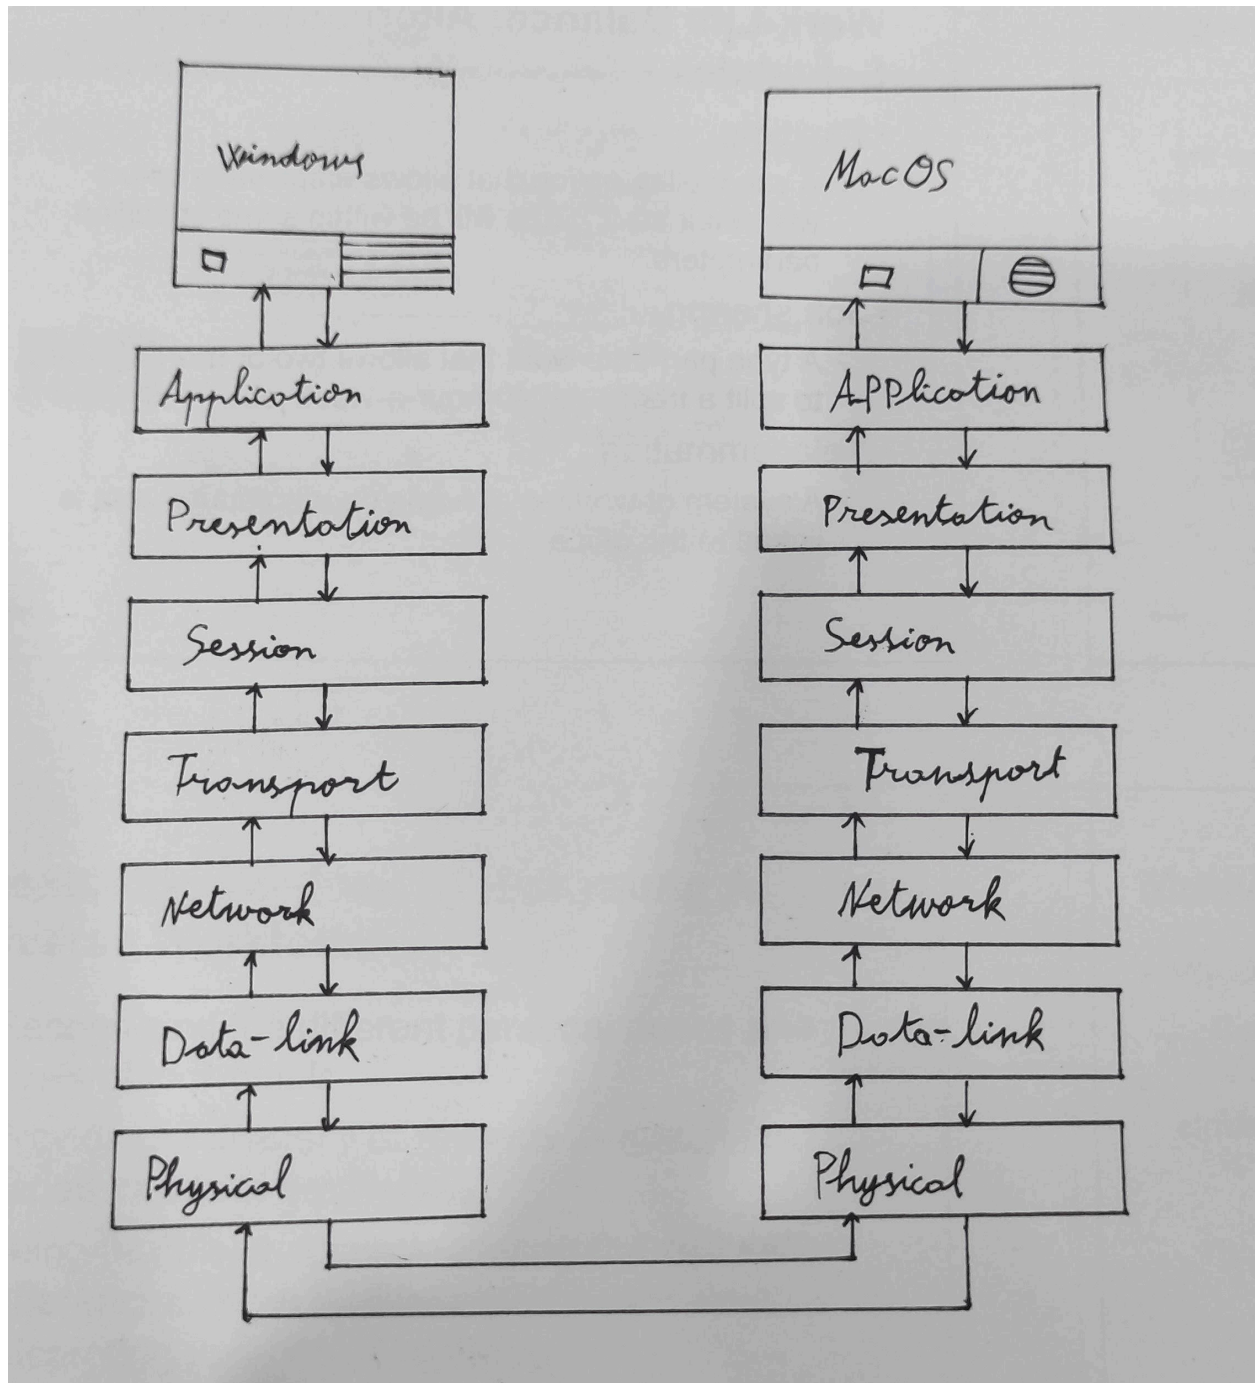 Windows
Application
Presentation
Session
Transport
Network
Data-link
Physical
MacOS
APPlication
Presentation
Session
Transport
Network
Data-link
Physical